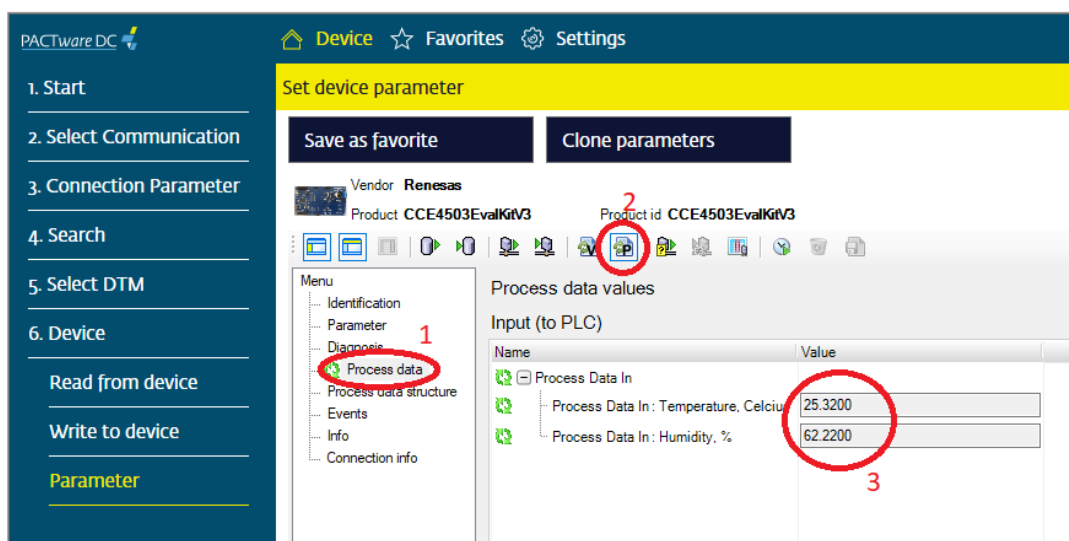 PACTware DC
Device
Favorites
Settings
1. Start
2. Select Communication
3. Connection Parameter
4. Search
5. Select DTM
6. Device
Read from device
Write to device
Parameter
Set device parameter
Save as favorite
Clone parameters
Vendor Renesas
Product CCE4503EvalKitV3
Product id CCE4503EvalKitV3
2
V
P
?
Menu
Identification
Parameter
Diagnosis
1
Process data
Process data structure
Events
Info
Connection info
Process data values
Input (to PLC)
Name Value
Process Data In
Process Data In : Temperature, Celciu 25.3200
Process Data In : Humidity, % 62.2200
3